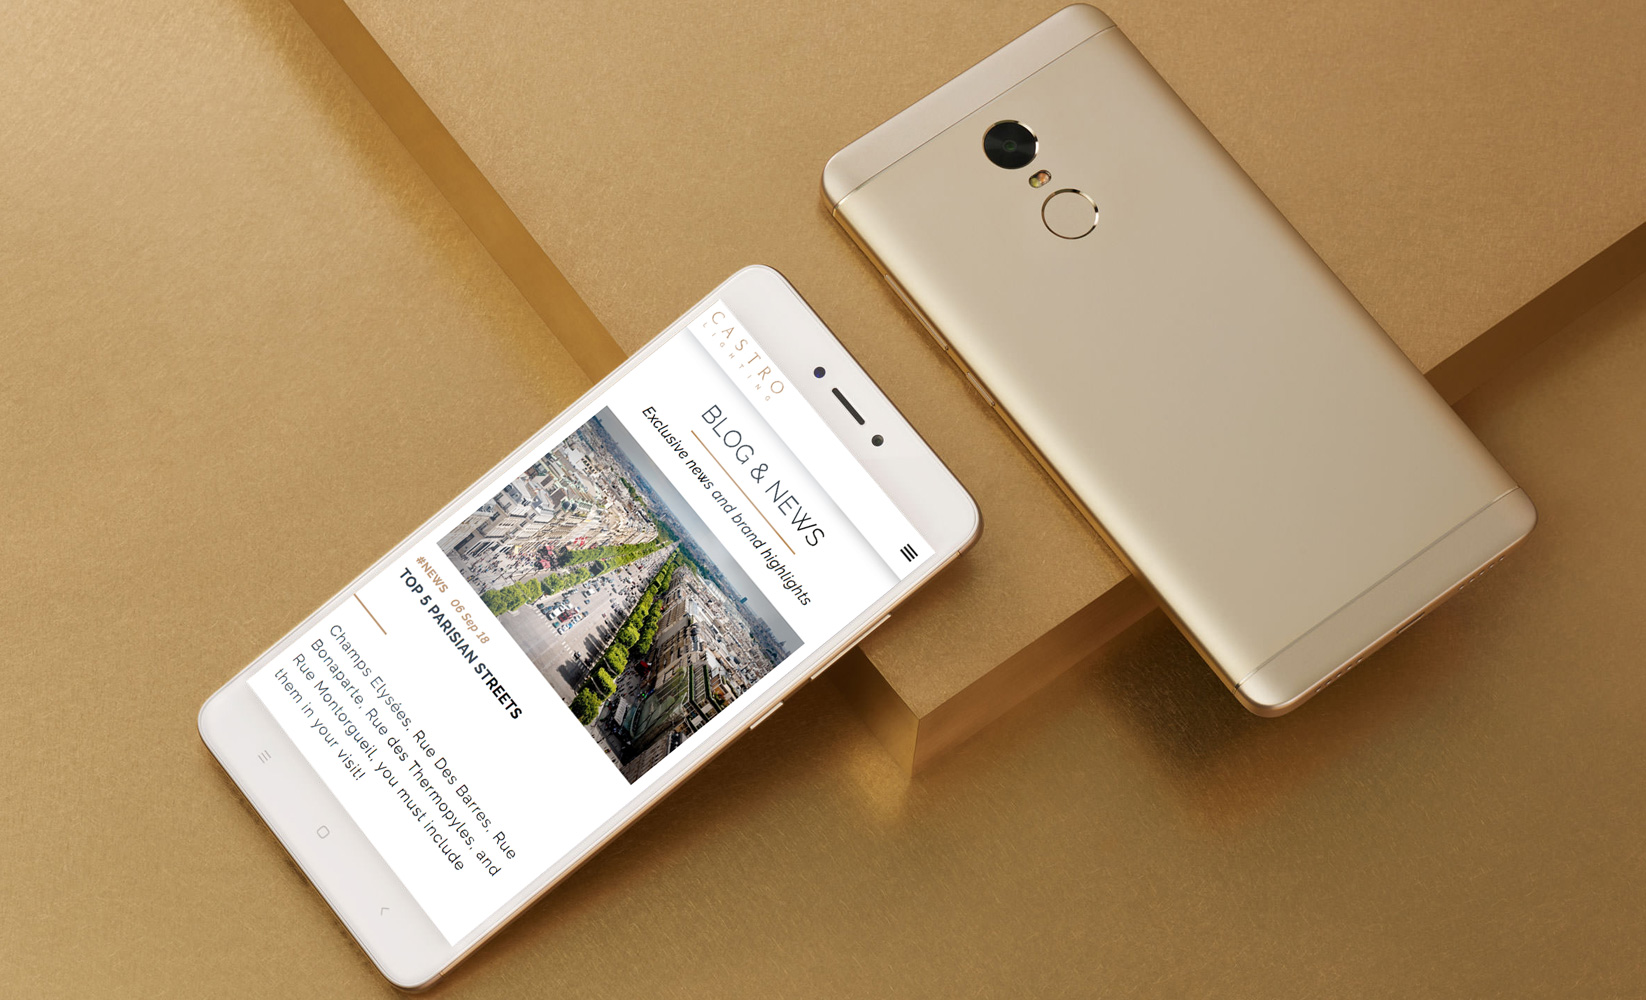 CASTRO
LIGHTING
BLOG & NEWS
Exclusive news and brand highlights
#NEWS 06 Sep 18
TOP 5 PARISIAN STREETS
Champs Elysées, Rue Des Barres, Rue
Bonaparte, Rue des Thermopyles, and
Rue Montorgueil, you must include
them in your visit!